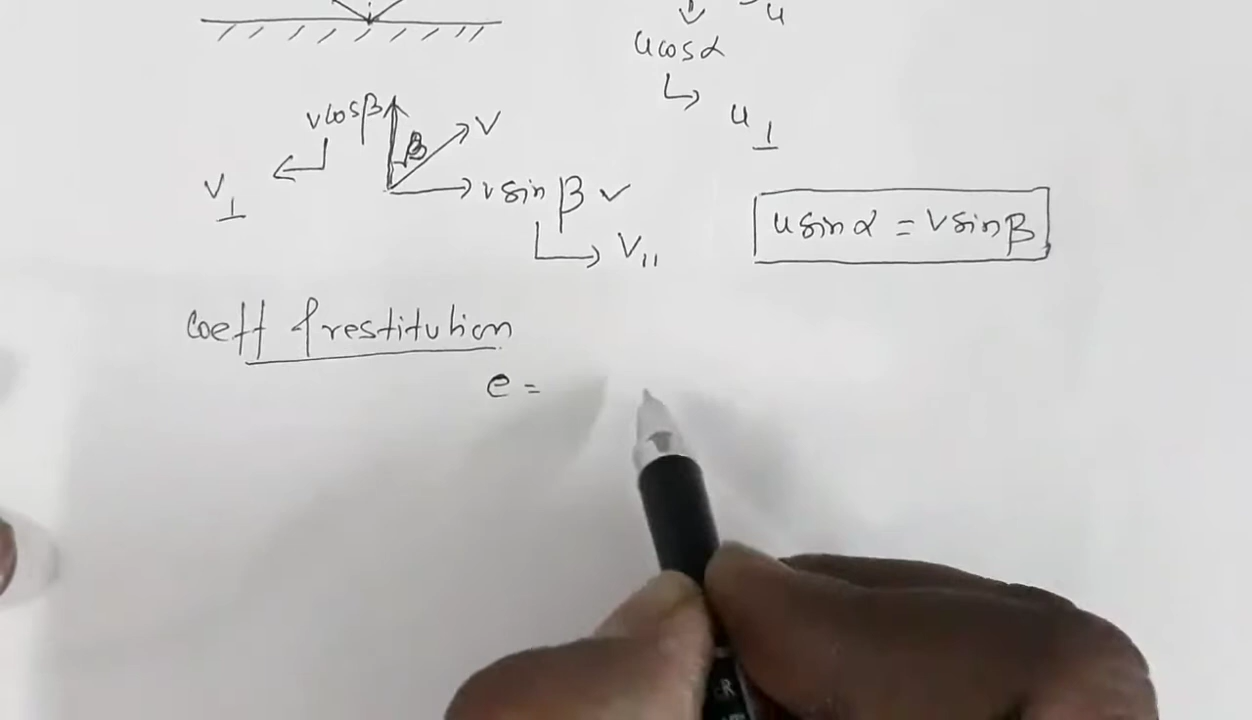 u
u cos α
u⊥
v cos β
β
v
v⊥
v sin β ✓
v||
u sin α = v sin β
coeff of restitution
e =